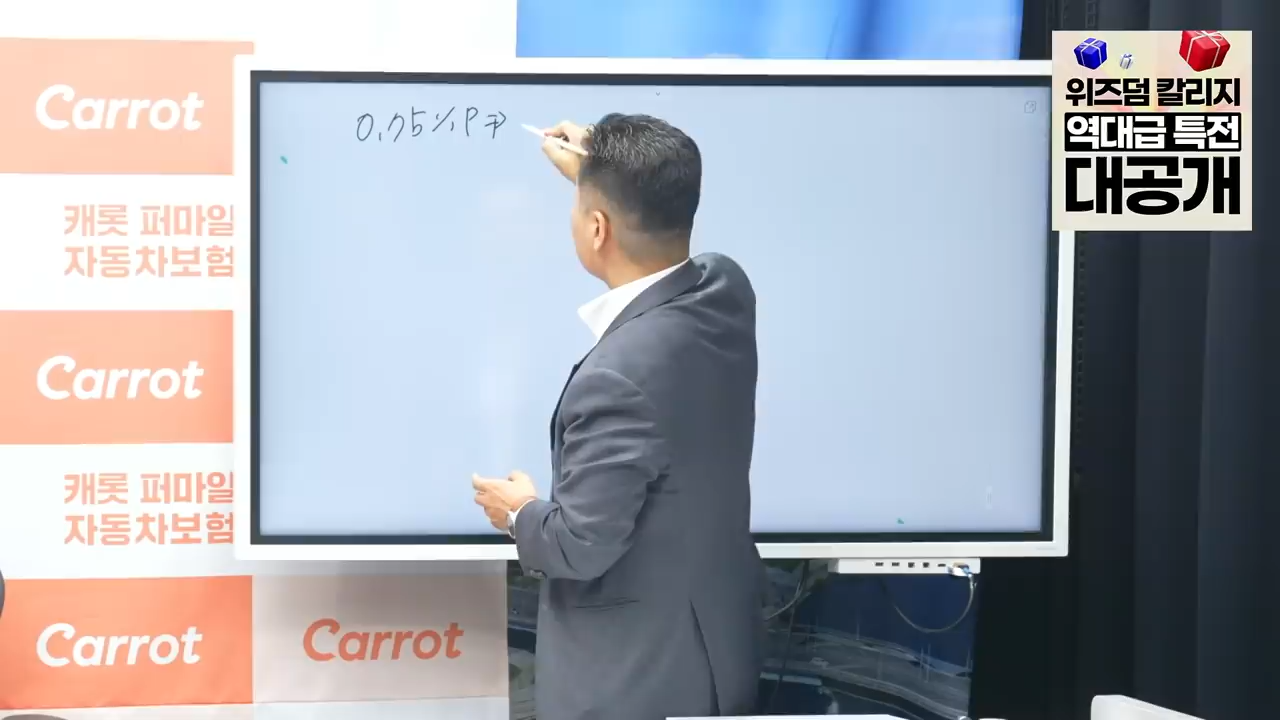 Carrot
캐롯 퍼마일
자동차보험
Carrot
캐롯 퍼마일
자동차보험
Carrot
Carrot
0.75%P ⇒
위즈덤 칼리지
역대급 특전
대공개